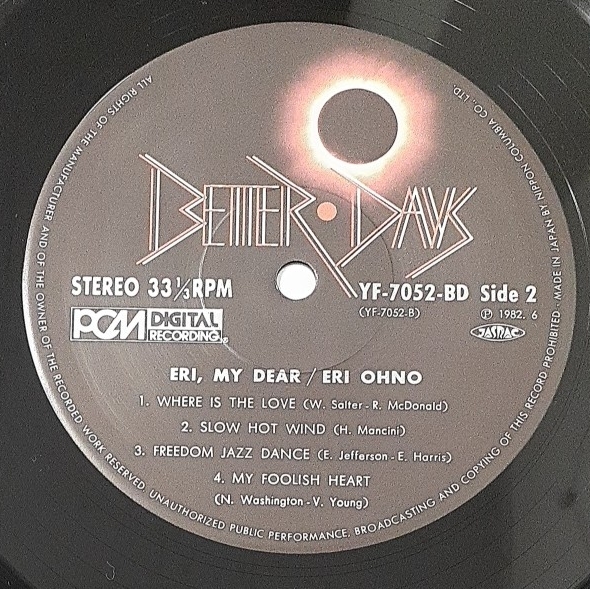 BETTER DAYS
STEREO 33⅓RPM
PCM DIGITAL RECORDING®
YF-7052-BD Side 2
(YF-7052-B)
Ⓟ 1982. 6
JASRAC
ERI, MY DEAR / ERI OHNO
1. WHERE IS THE LOVE (W. Salter - R. McDonald)
2. SLOW HOT WIND (H. Mancini)
3. FREEDOM JAZZ DANCE (E. Jefferson - E. Harris)
4. MY FOOLISH HEART
(N. Washington - V. Young)
ALL RIGHTS OF THE MANUFACTURER AND OF THE OWNER OF THE RECORDED WORK RESERVED. UNAUTHORIZED PUBLIC PERFORMANCE, BROADCASTING AND COPYING OF THIS RECORD PROHIBITED · MADE IN JAPAN BY NIPPON COLUMBIA CO., LTD.